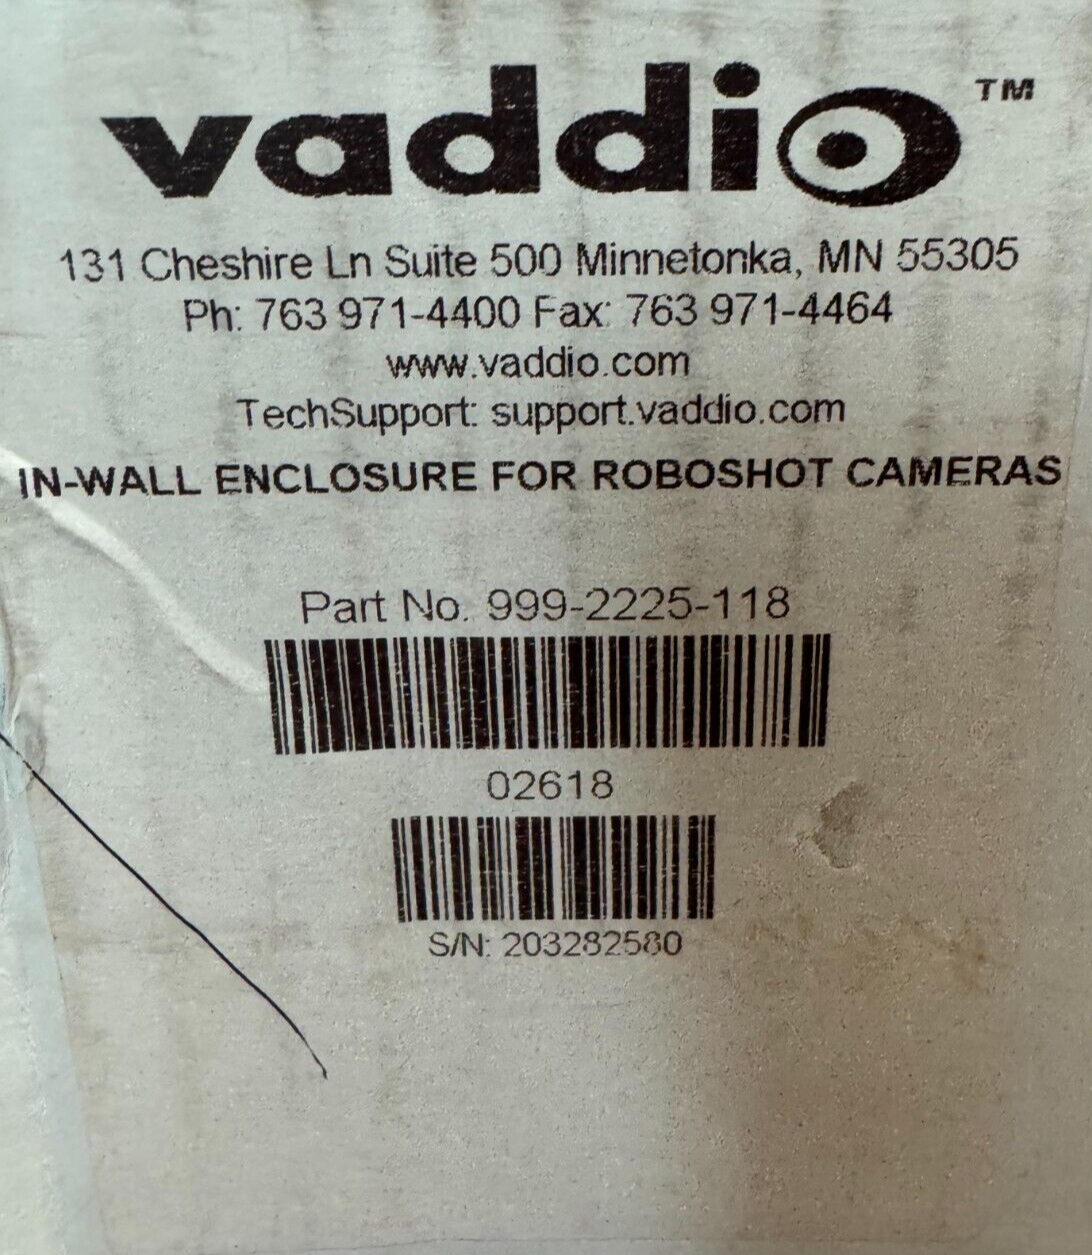 vaddio™
131 Cheshire Ln Suite 500 Minnetonka, MN 55305
Ph: 763 971-4400 Fax: 763 971-4464
www.vaddio.com
TechSupport: support.vaddio.com
IN-WALL ENCLOSURE FOR ROBOSHOT CAMERAS
Part No. 999-2225-118
02618
S/N: 203282580